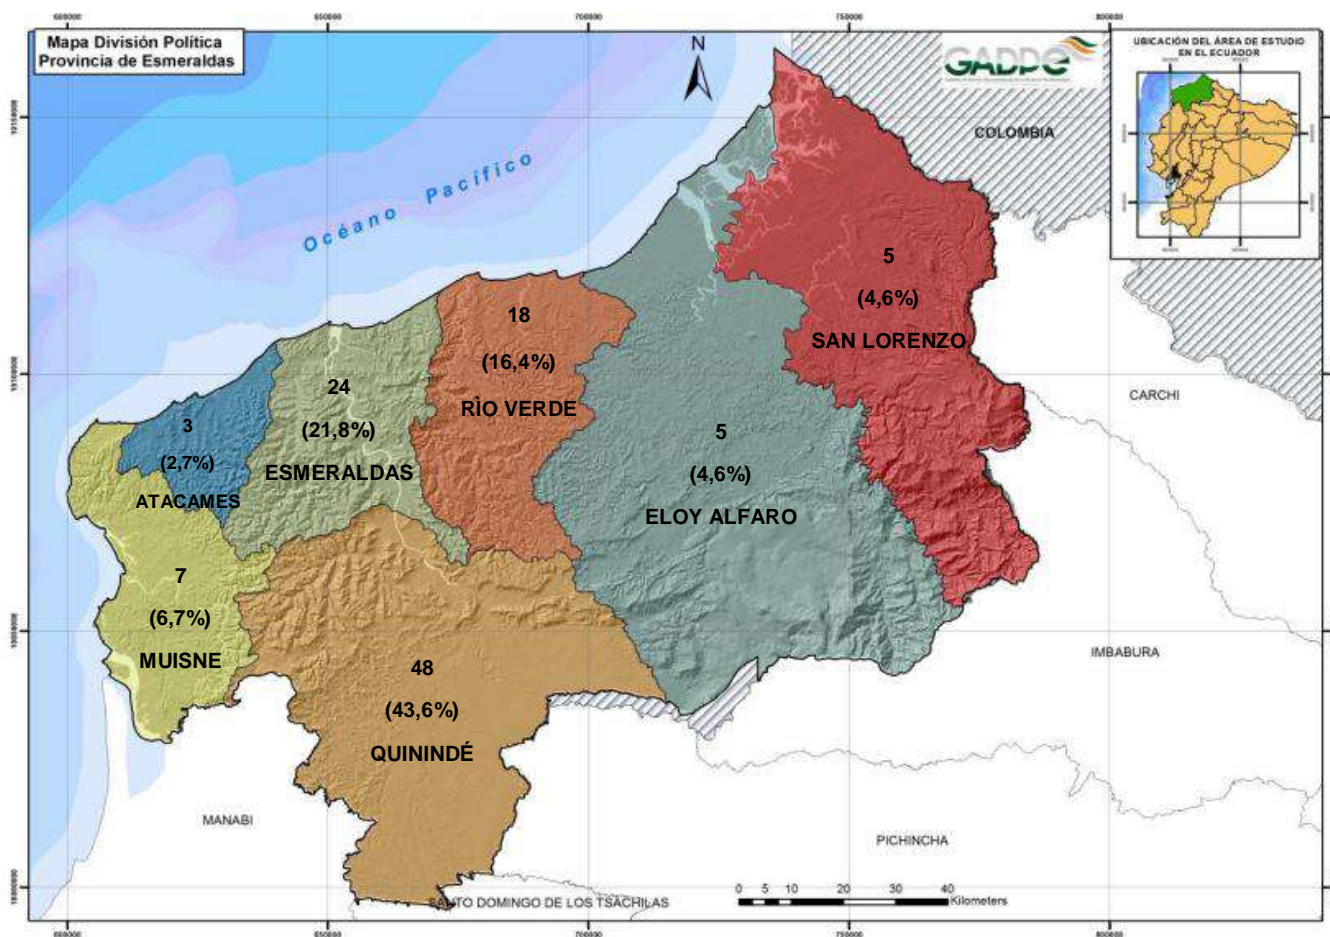 Mapa División Política
Provincia de Esmeraldas
N
GADPE
UBICACIÓN DEL ÁREA DE ESTUDIO
EN EL ECUADOR
COLOMBIA
Océano Pacífico
5
(4,6%)
SAN LORENZO
18
(16,4%)
RÌO VERDE
24
(21,8%)
ESMERALDAS
3
(2,7%)
ATACAMES
5
(4,6%)
ELOY ALFARO
7
(6,7%)
MUISNE
48
(43,6%)
QUININDÉ
CARCHI
IMBABURA
PICHINCHA
MANABI
SANTO DOMINGO DE LOS TSACHILAS
0 5 10 20 30 40
Kilometers